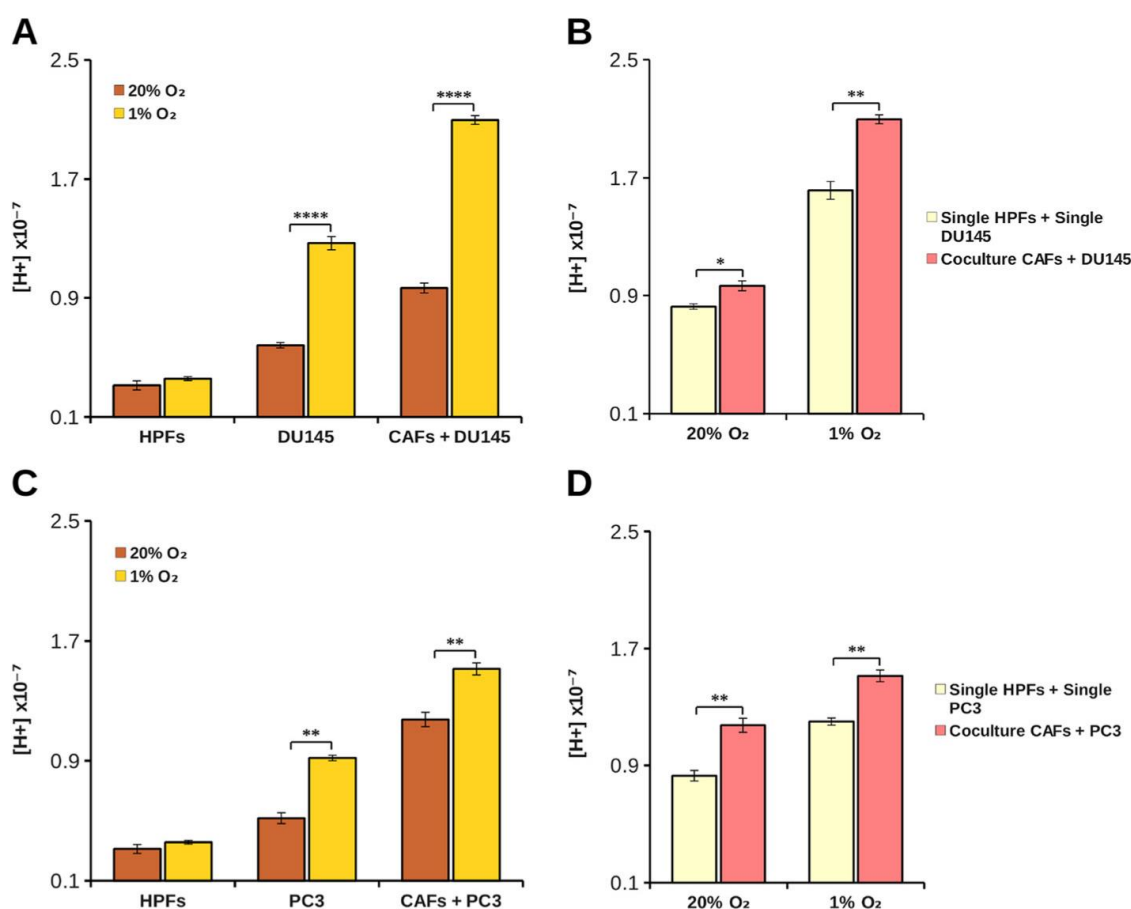 A
[H+] x10⁻⁷
2.5
1.7
0.9
0.1
20% O₂
1% O₂
****
****
HPFs
DU145
CAFs + DU145
B
[H+] x10⁻⁷
2.5
1.7
0.9
0.1
*
**
20% O₂
1% O₂
Single HPFs + Single
DU145
Coculture CAFs + DU145
C
[H+] x10⁻⁷
2.5
1.7
0.9
0.1
20% O₂
1% O₂
**
**
HPFs
PC3
CAFs + PC3
D
[H+] x10⁻⁷
2.5
1.7
0.9
0.1
**
**
20% O₂
1% O₂
Single HPFs + Single
PC3
Coculture CAFs + PC3